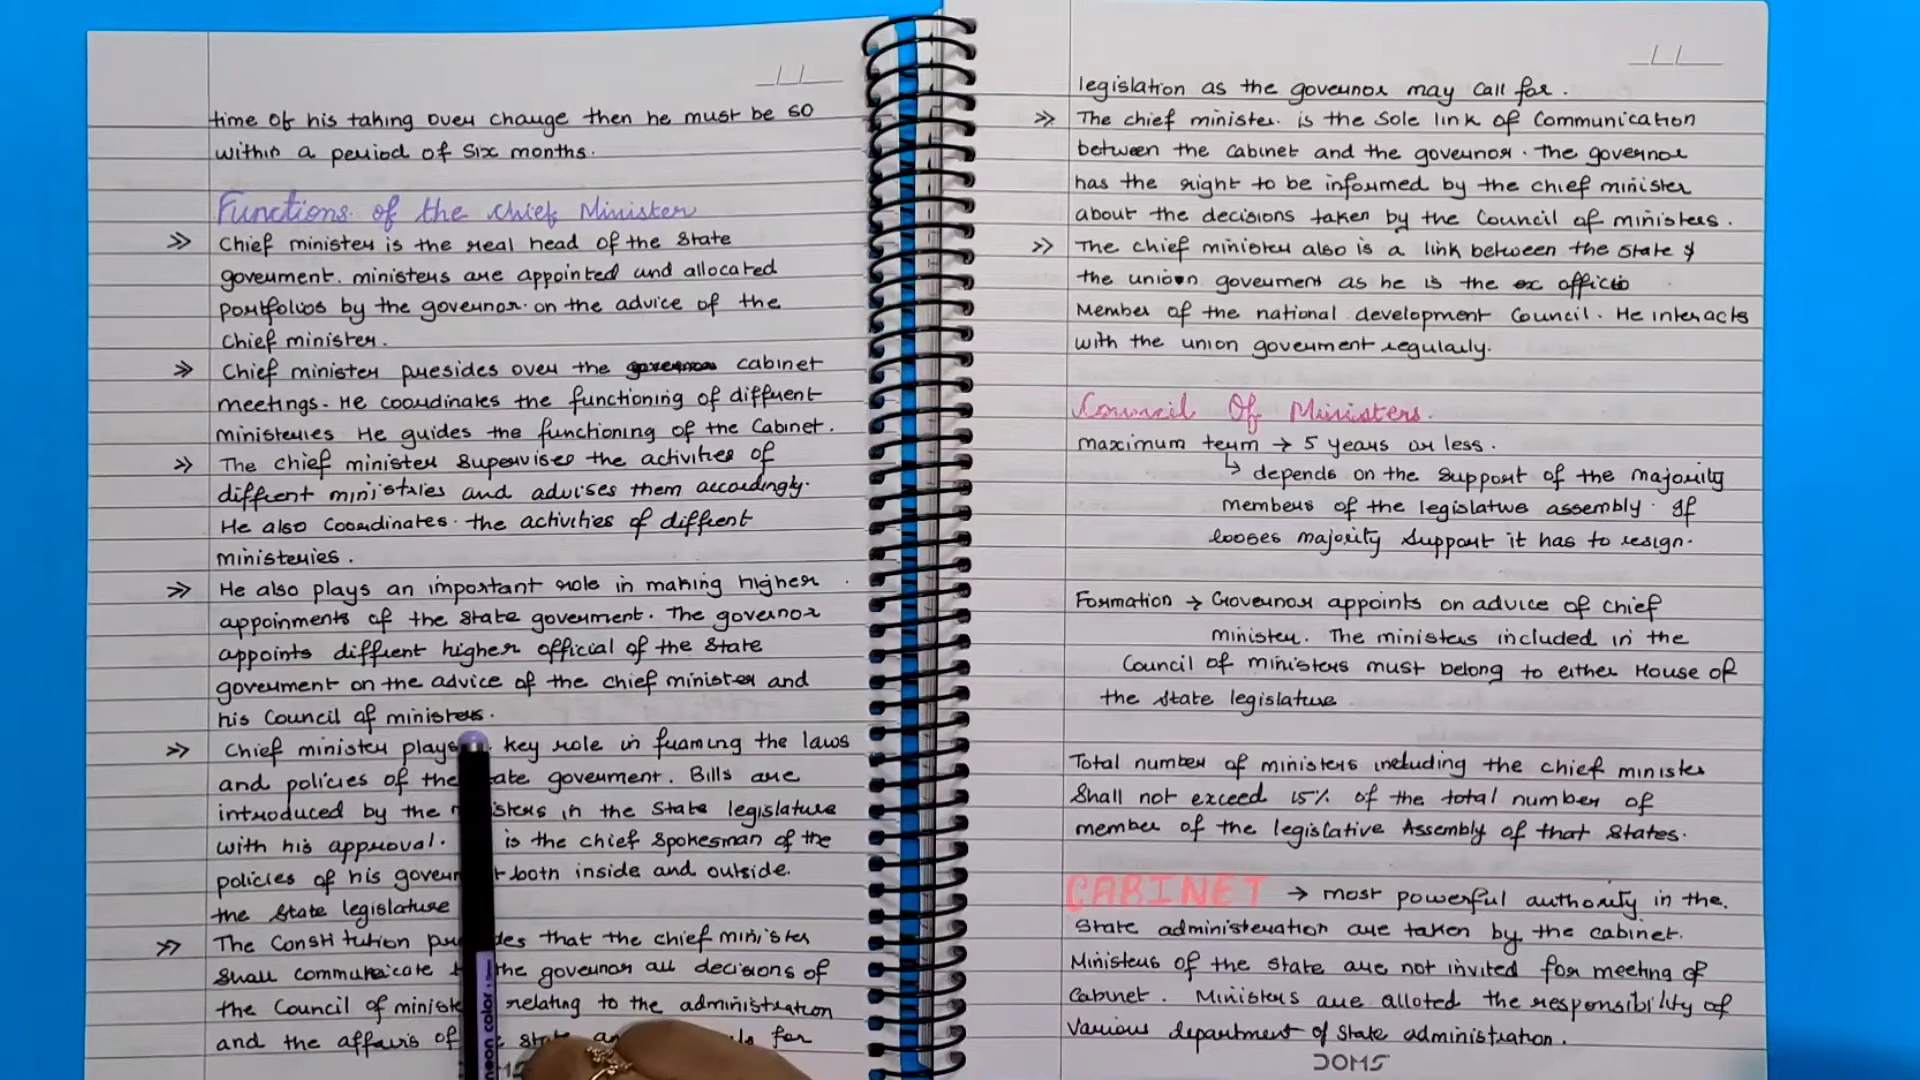 time of his taking over change then he must be so
within a period of Six months.
Functions of the Chief Minister
>> Chief minister is the real head of the State
goverment. ministers are appointed and allocated
portfolios by the governor on the advice of the
Chief minister.
>> Chief minister presides over the cabinet
meetings. He coordinates the functioning of diffrent
ministeries He guides the functioning of the Cabinet.
>> The chief minister Supervises the activities of
diffrent ministries and advises them accordingly.
He also Coordinates the activities of diffrent
ministeries.
>> He also plays an important role in making higher
appoinments of the State goverment. The governor
appoints diffrent higher official of the State
goverment on the advice of the chief minister and
his Council of ministers.
>> Chief minister plays key role in framing the laws
and policies of the goverment. Bills are
introduced by the in the State legislature
with his approval. is the chief Spokesman of the
policies of his both inside and outside.
the State legislature
>> The Constitution that the chief minister
Shall communicate the governor all decisions of
the Council of relating to the administration
and the affairs of for
legislation as the governor may call for.
>> The chief minister is the Sole link of Communication
between the Cabinet and the governor. The governor
has the right to be informed by the chief minister
about the decisions taken by the Council of ministers.
>> The chief minister also is a link between the State &
the union goverment as he is the ex officio
Member of the national development Council. He interacts
with the union goverment regularly.
Council Of Ministers.
maximum term → 5 years or less.
↳ depends on the Support of the majority
members of the legislatwe assembly. If
looses majority Support it has to resign.
Formation → Governor appoints on advice of chief
minister. The ministers included in the
Council of ministers must belong to either House of
the State legislature
Total number of ministers including the chief minister
Shall not exceed 15% of the total number of
member of the legislative Assembly of that States.
CABINET → most powerful authority in the.
State administeration are taken by the cabinet.
Ministers of the State are not invited for meeting of
Cabinet. Ministers are alloted the responsibility of
Various department of State administration.
neon color
DOMS